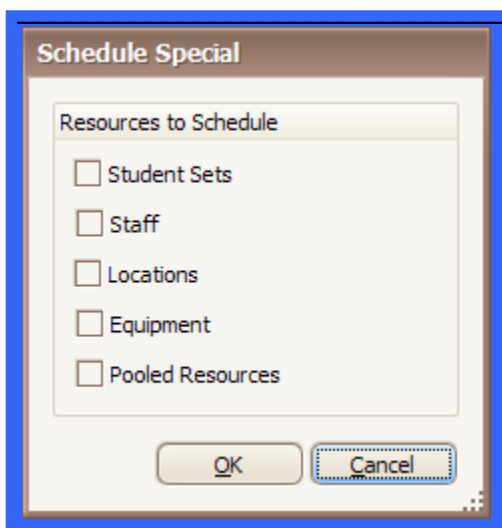 Schedule Special
Resources to Schedule
Student Sets
Staff
Locations
Equipment
Pooled Resources
OK
Cancel